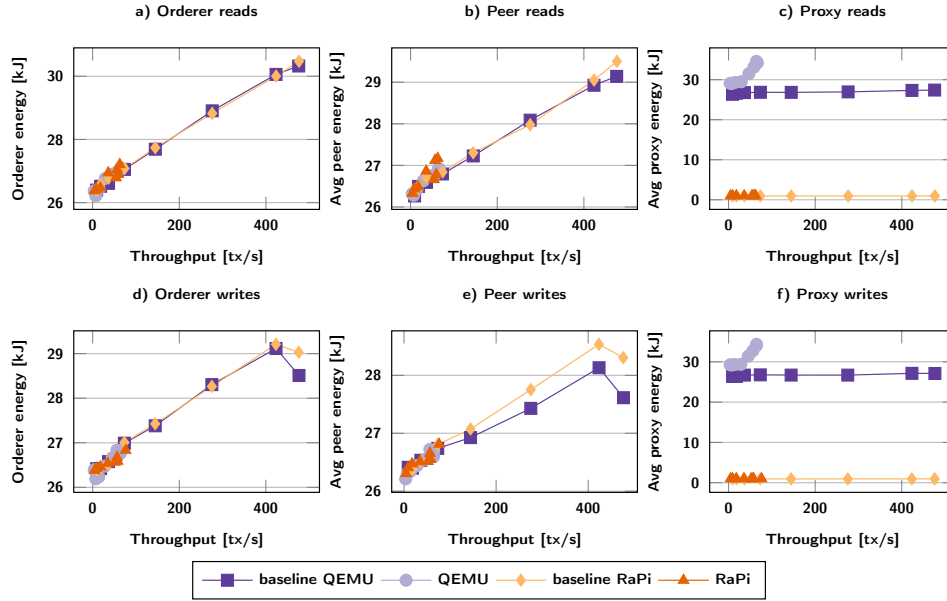 a) Orderer reads
b) Peer reads
c) Proxy reads
Orderer energy [kJ]
30
28
26
0
200
400
Throughput [tx/s]
Avg peer energy [kJ]
29
28
27
26
0
200
400
Throughput [tx/s]
Avg proxy energy [kJ]
30
20
10
0
0
200
400
Throughput [tx/s]
d) Orderer writes
e) Peer writes
f) Proxy writes
Orderer energy [kJ]
29
28
27
26
0
200
400
Throughput [tx/s]
Avg peer energy [kJ]
28
27
26
0
200
400
Throughput [tx/s]
Avg proxy energy [kJ]
30
20
10
0
0
200
400
Throughput [tx/s]
baseline QEMU QEMU baseline RaPi RaPi